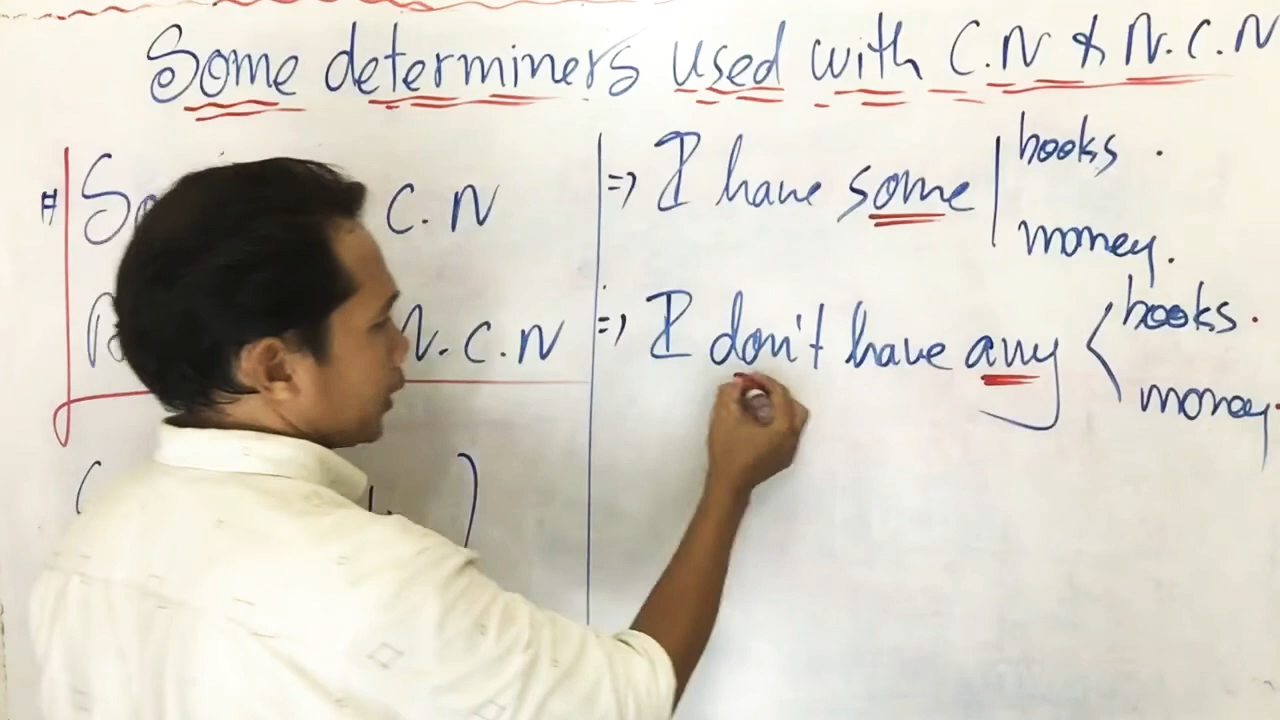 Some determiners used with C.N & N.C.N
# C.N => I have some books.
money.
N.C.N => I don't have any books.
money.